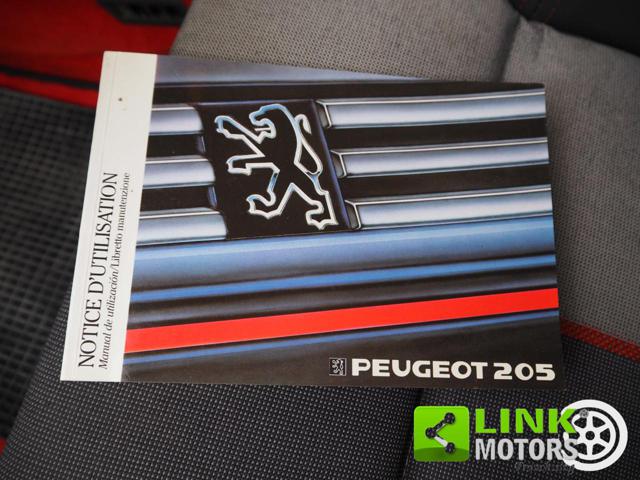 NOTICE D'UTILISATION
Manual de utilización/Libretto manutenzione
PEUGEOT 205
LINK
MOTORS